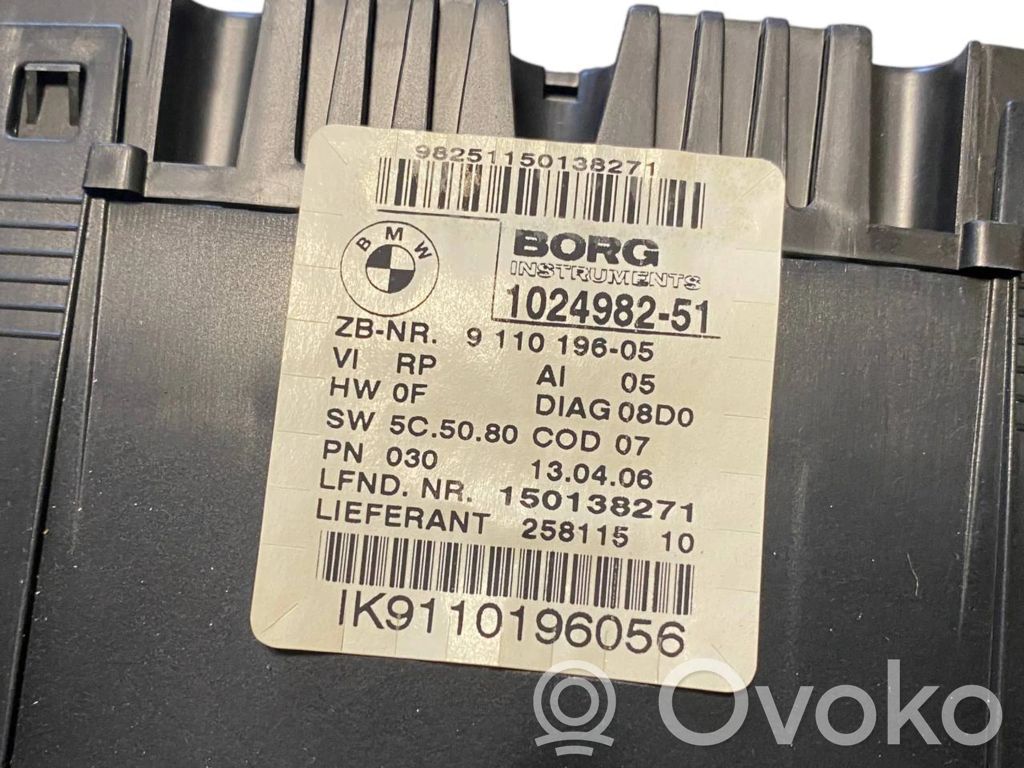 98251150138271
BMW
BORG
INSTRUMENTS
1024982-51
ZB-NR. 9 110 196-05
VI RP AI 05
HW 0F DIAG 08D0
SW 5C.50.80 COD 07
PN 030 13.04.06
LFND. NR. 150138271
LIEFERANT 258115 10
IK9110196056
Ovoko